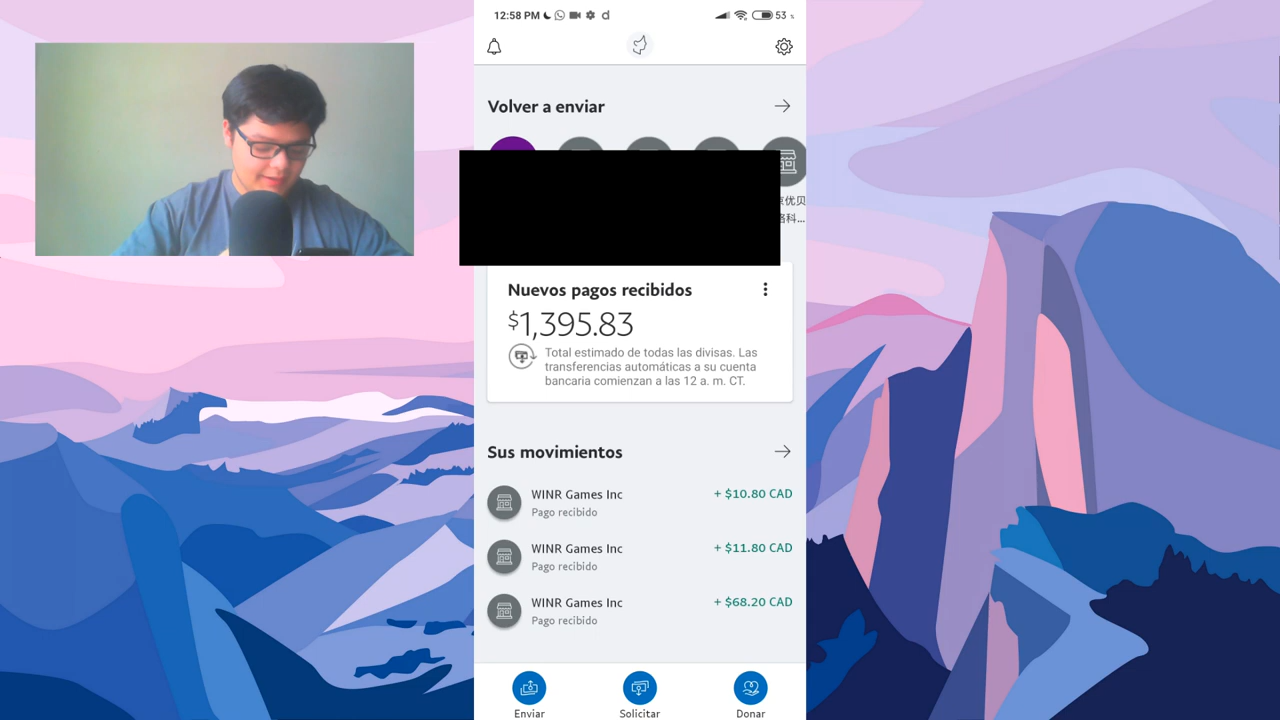 12:58 PM
53
Volver a enviar
优贝
科...
Nuevos pagos recibidos
$1,395.83
Total estimado de todas las divisas. Las
transferencias automáticas a su cuenta
bancaria comienzan a las 12 a. m. CT.
Sus movimientos
WINR Games Inc + $10.80 CAD
Pago recibido
WINR Games Inc + $11.80 CAD
Pago recibido
WINR Games Inc + $68.20 CAD
Pago recibido
Enviar Solicitar Donar